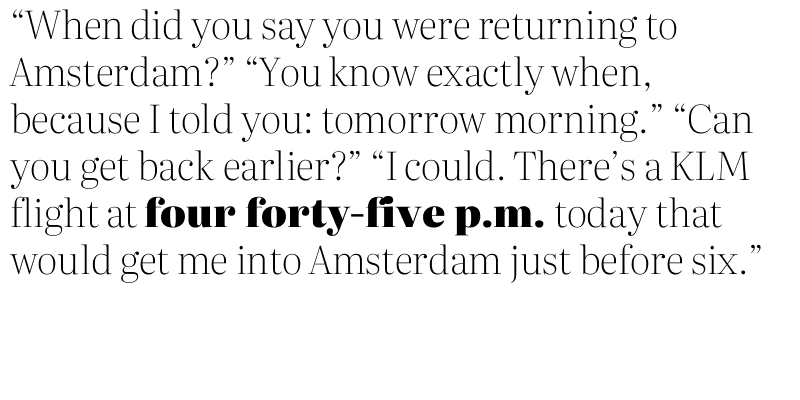 “When did you say you were returning to
Amsterdam?” “You know exactly when,
because I told you: tomorrow morning.” “Can
you get back earlier?” “I could. There’s a KLM
flight at four forty-five p.m. today that
would get me into Amsterdam just before six.”